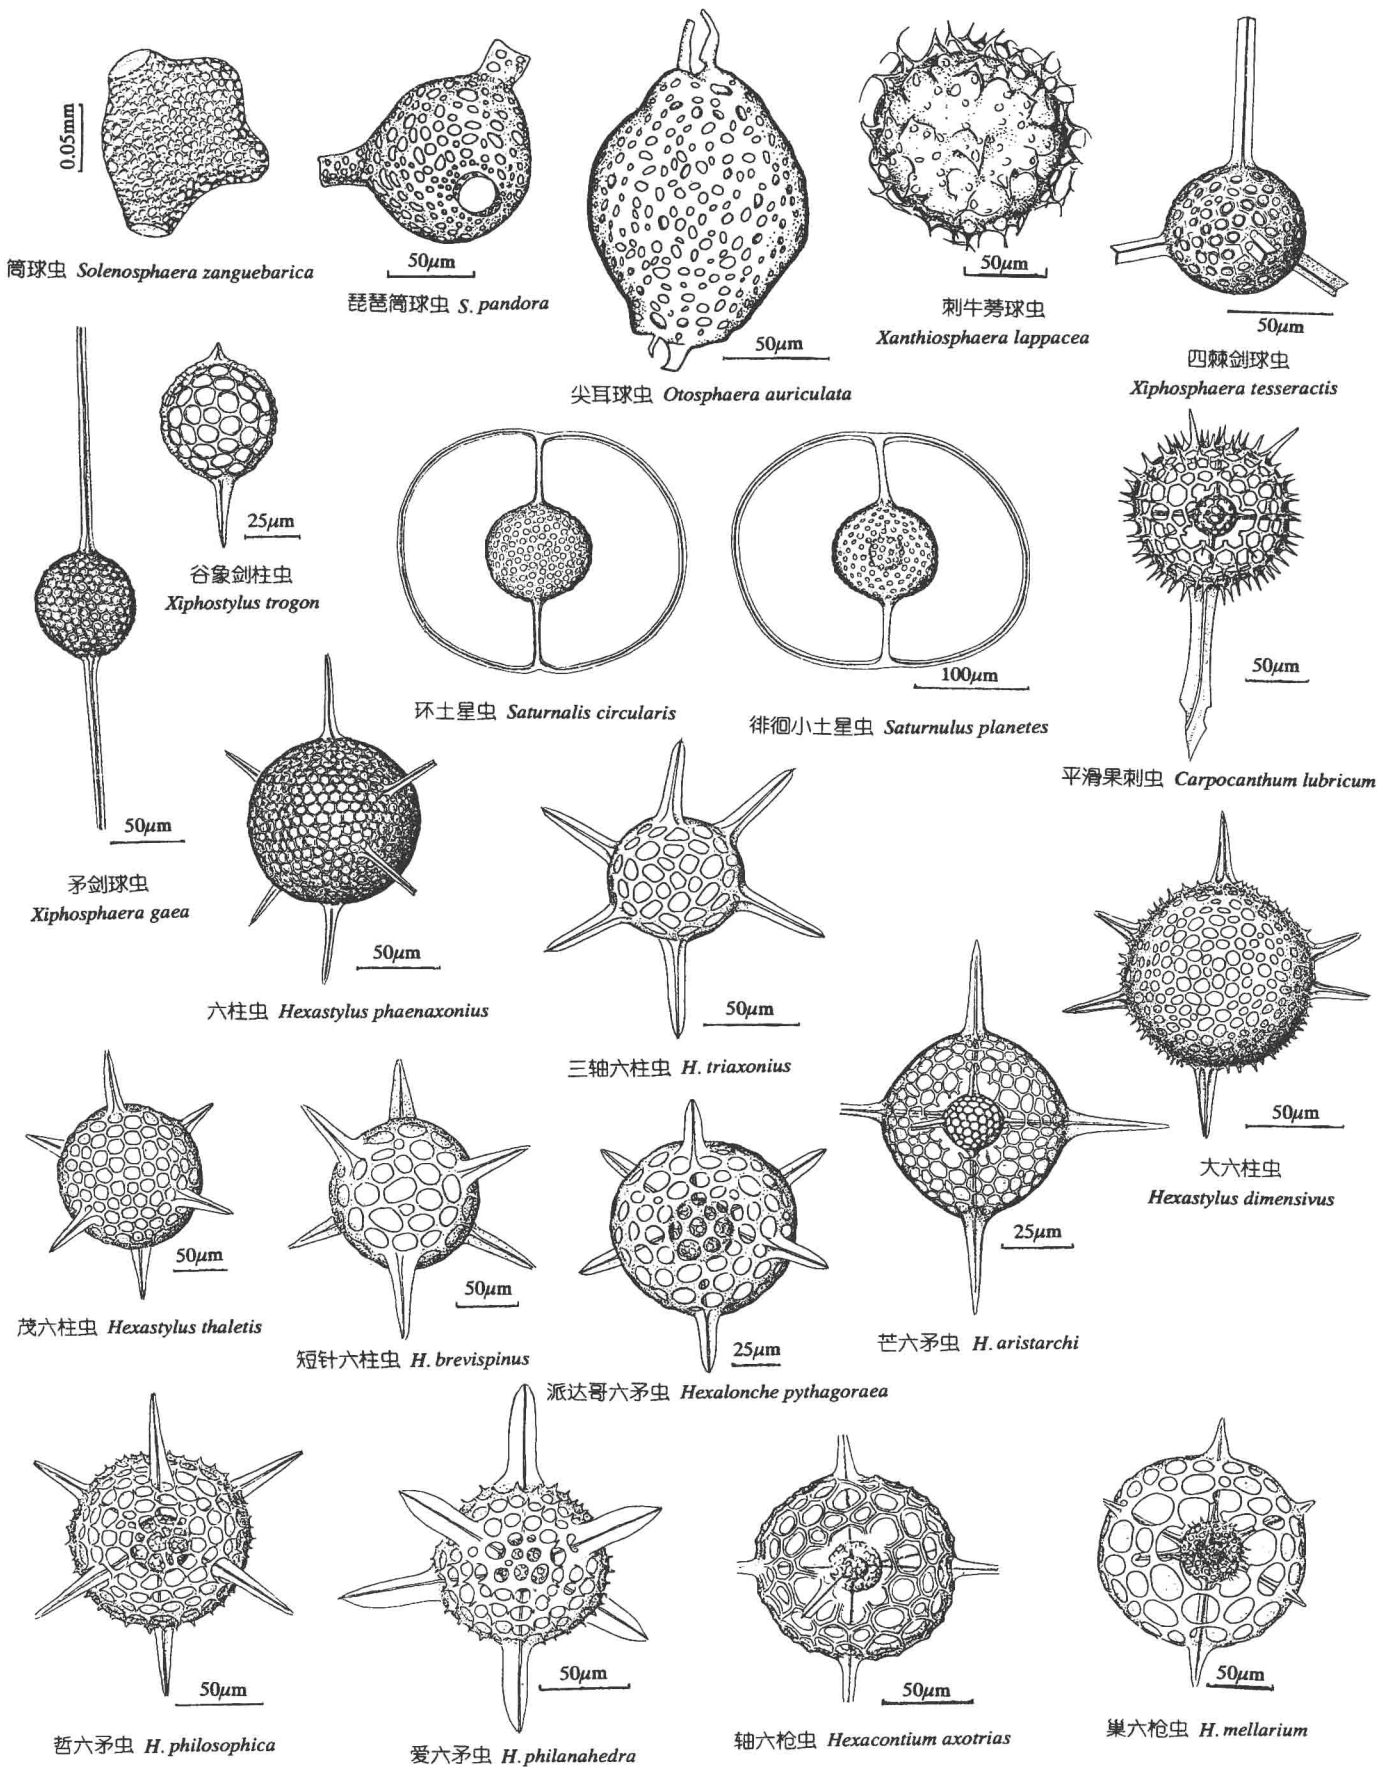 0.05mm
筒球虫 Solenosphaera zanguebarica
50μm
琵琶筒球虫 S. pandora
50μm
尖耳球虫 Otosphaera auriculata
50μm
刺牛蒡球虫
Xanthiosphaera lappacea
50μm
四棘剑球虫
Xiphosphaera tesseractis
25μm
谷象剑柱虫
Xiphostylus trogon
50μm
矛剑球虫
Xiphosphaera gaea
环土星虫 Saturnalis circularis
100μm
徘徊小土星虫 Saturnulus planetes
50μm
平滑果刺虫 Carpocanthum lubricum
50μm
六柱虫 Hexastylus phaenaxonius
50μm
三轴六柱虫 H. triaxonius
50μm
大六柱虫
Hexastylus dimensivus
50μm
茂六柱虫 Hexastylus thaletis
50μm
短针六柱虫 H. brevispinus
25μm
派达哥六矛虫 Hexalonche pythagoraea
25μm
芒六矛虫 H. aristarchi
50μm
哲六矛虫 H. philosophica
50μm
爱六矛虫 H. philanahedra
50μm
轴六枪虫 Hexacontium axotrias
50μm
巢六枪虫 H. mellarium